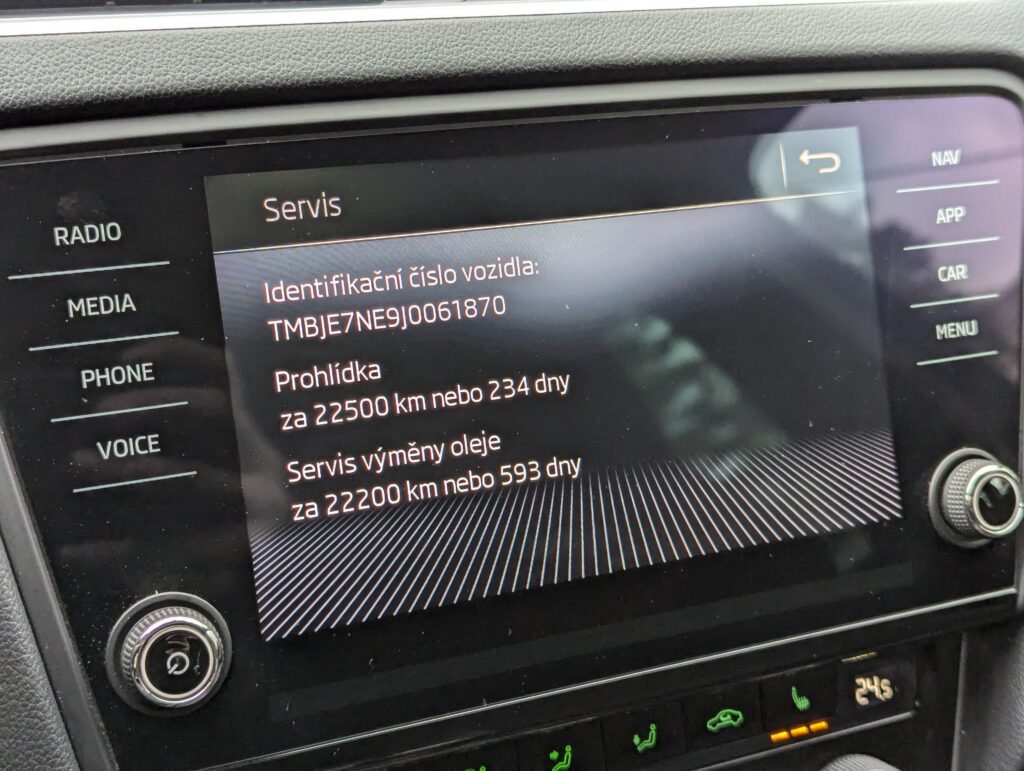 Servis
Identifikační číslo vozidla:
TMBJE7NE9J0061870
Prohlídka
za 22500 km nebo 234 dny
Servis výměny oleje
za 22200 km nebo 593 dny
RADIO
MEDIA
PHONE
VOICE
NAV
APP
CAR
MENU
24.5